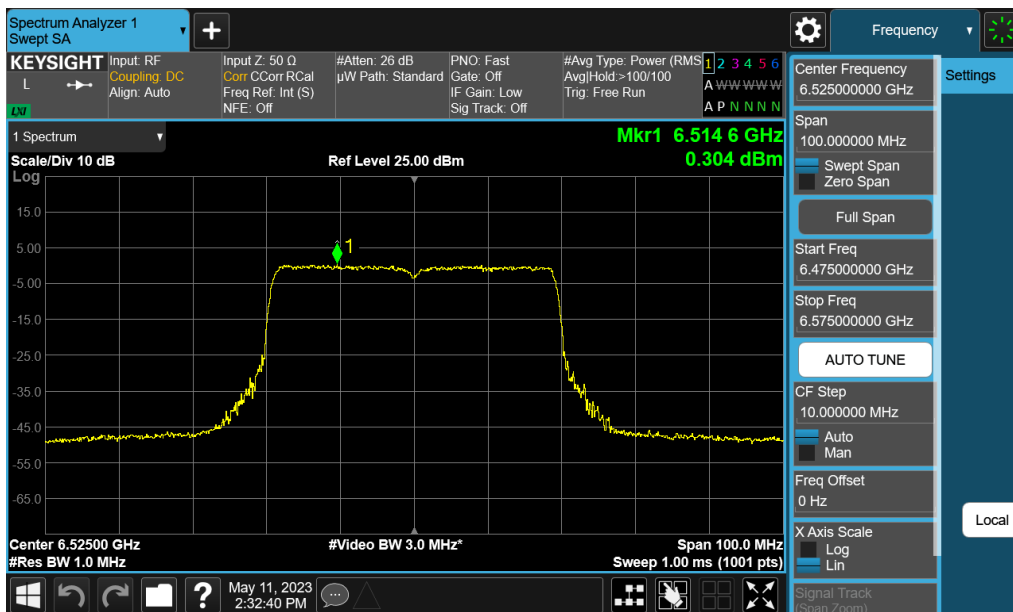 Spectrum Analyzer 1
Swept SA
KEYSIGHT
L
LXI
Input: RF
Coupling: DC
Align: Auto
Input Z: 50 Ω
Corr CCorr RCal
Freq Ref: Int (S)
NFE: Off
#Atten: 26 dB
µW Path: Standard
PNO: Fast
Gate: Off
IF Gain: Low
Sig Track: Off
#Avg Type: Power (RMS
Avg|Hold:>100/100
Trig: Free Run
1 2 3 4 5 6
A W W W W W
A P N N N N
1 Spectrum
Scale/Div 10 dB
Log
Ref Level 25.00 dBm
Mkr1 6.514 6 GHz
0.304 dBm
15.0
5.00
-5.00
-15.0
-25.0
-35.0
-45.0
-55.0
-65.0
1
Center 6.52500 GHz
#Res BW 1.0 MHz
#Video BW 3.0 MHz*
Span 100.0 MHz
Sweep 1.00 ms (1001 pts)
?
May 11, 2023
2:32:40 PM
Frequency
Center Frequency
6.525000000 GHz
Span
100.000000 MHz
Swept Span
Zero Span
Full Span
Start Freq
6.475000000 GHz
Stop Freq
6.575000000 GHz
AUTO TUNE
CF Step
10.000000 MHz
Auto
Man
Freq Offset
0 Hz
X Axis Scale
Log
Lin
Signal Track
(Span Zoom)
Settings
Local